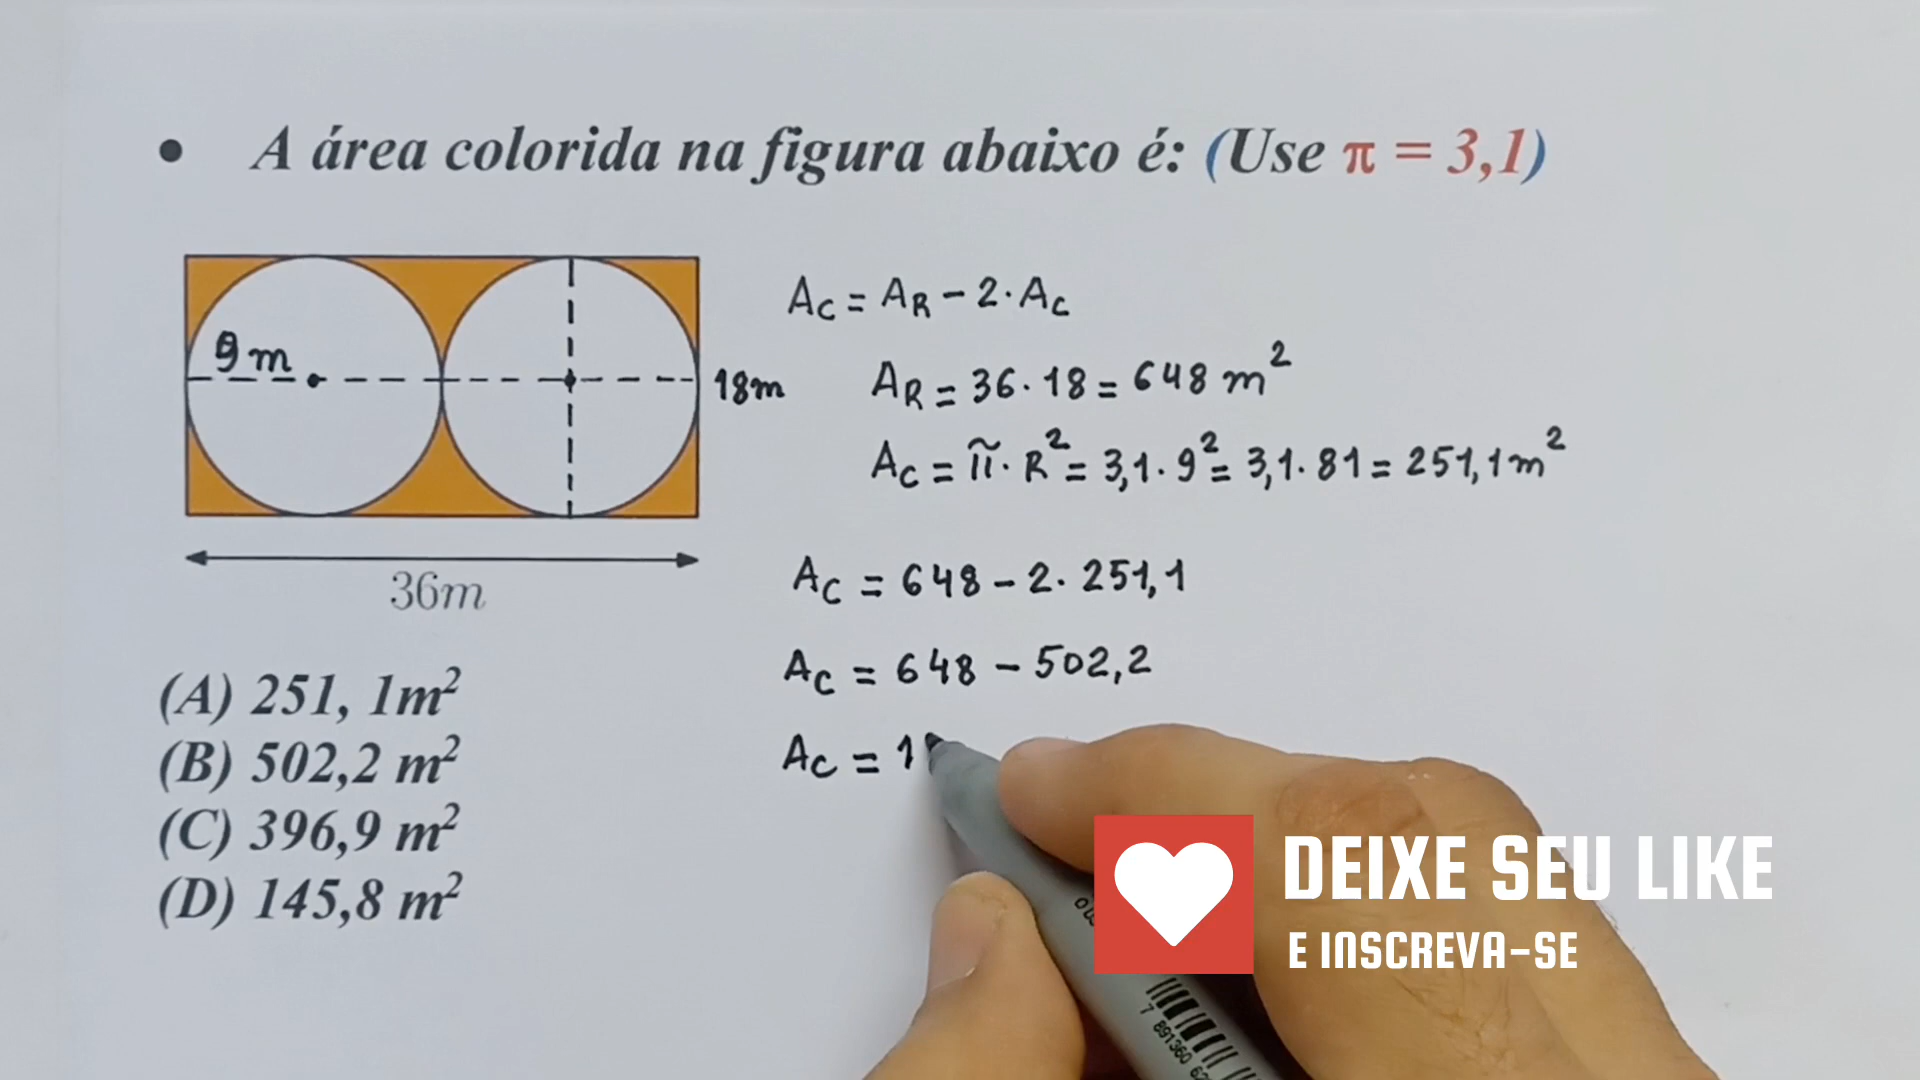 • A área colorida na figura abaixo é: (Use π = 3,1)
9 m
18m
36m
Ac = AR - 2·Ac
AR = 36·18 = 648 m²
Ac = π·R² = 3,1·9² = 3,1·81 = 251,1m²
Ac = 648 - 2·251,1
Ac = 648 - 502,2
Ac = 1
(A) 251, 1m²
(B) 502,2 m²
(C) 396,9 m²
(D) 145,8 m²
DEIXE SEU LIKE
E INSCREVA-SE
7 891360